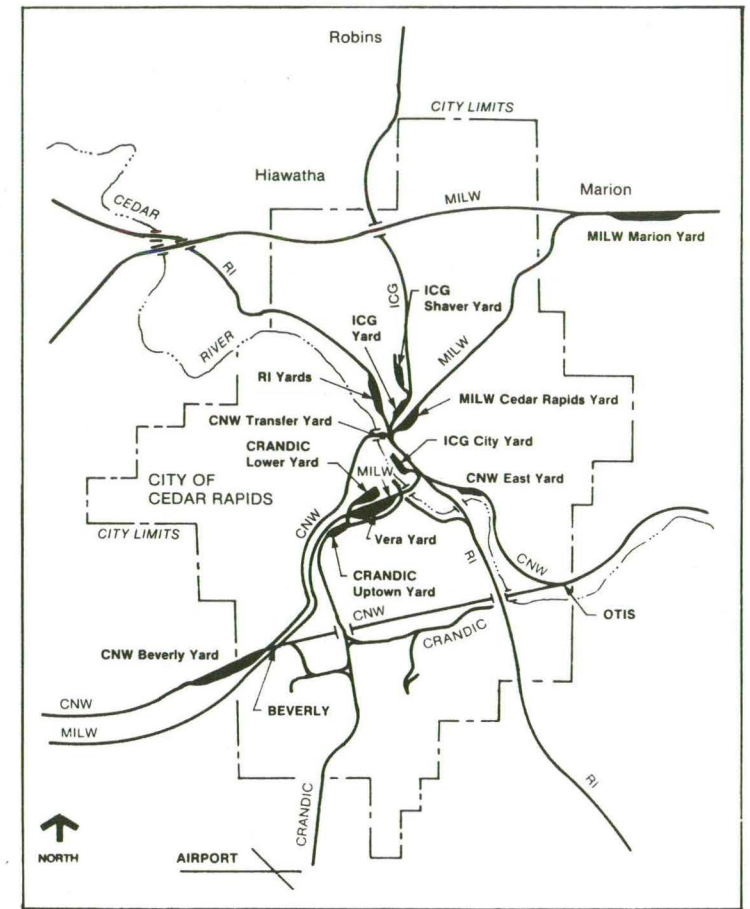 Robins
CITY LIMITS
Hiawatha
Marion
CEDAR
MILW
MILW Marion Yard
RI
ICG
ICG
Shaver Yard
ICG
Yard
RIVER
MILW
RI Yards
MILW Cedar Rapids Yard
CNW Transfer Yard
ICG City Yard
CRANDIC
Lower Yard
MILW
CNW East Yard
CITY OF
CEDAR RAPIDS
CITY LIMITS
CNW
Vera Yard
RI
CNW
CRANDIC
Uptown Yard
CNW
OTIS
CRANDIC
CNW Beverly Yard
BEVERLY
CNW
MILW
RI
CRANDIC
NORTH
AIRPORT